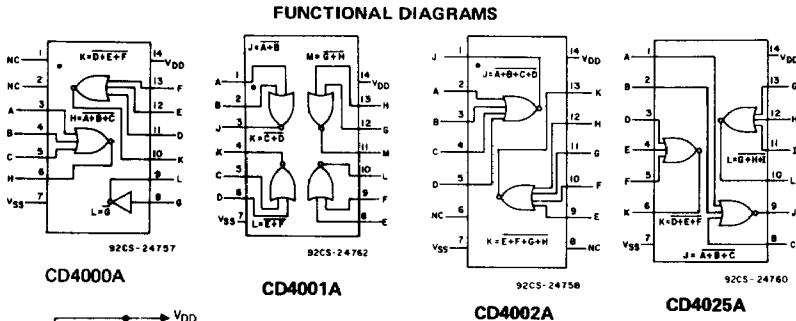 FUNCTIONAL DIAGRAMS
K=D+E+F
NC 1
NC 2
A 3
B 4
C 5
H 6
VSS 7
14 VDD
13 F
12 E
11 D
10 K
9 L
8 G
H=A+B+C
L=G
92CS-24757
CD4000A
J=A+B
M=G+H
A 1
B 2
J 3
K 4
C 5
D 6
VSS 7
14 VDD
13 H
12 G
11 M
10 L
9 F
8 E
K=C+D
L=E+F
92CS-24762
CD4001A
J 1
A 2
B 3
C 4
D 5
NC 6
VSS 7
14 VDD
13 K
12 H
11 G
10 F
9 E
8 NC
J=A+B+C+D
K=E+F+G+H
92CS-24758
CD4002A
A 1
B 2
D 3
E 4
F 5
K 6
VSS 7
14 VDD
13 G
12 H
11 I
10 L
9 J
8 C
L=G+H+I
K=D+E+F
J=A+B+C
92CS-24760
CD4025A
VDD